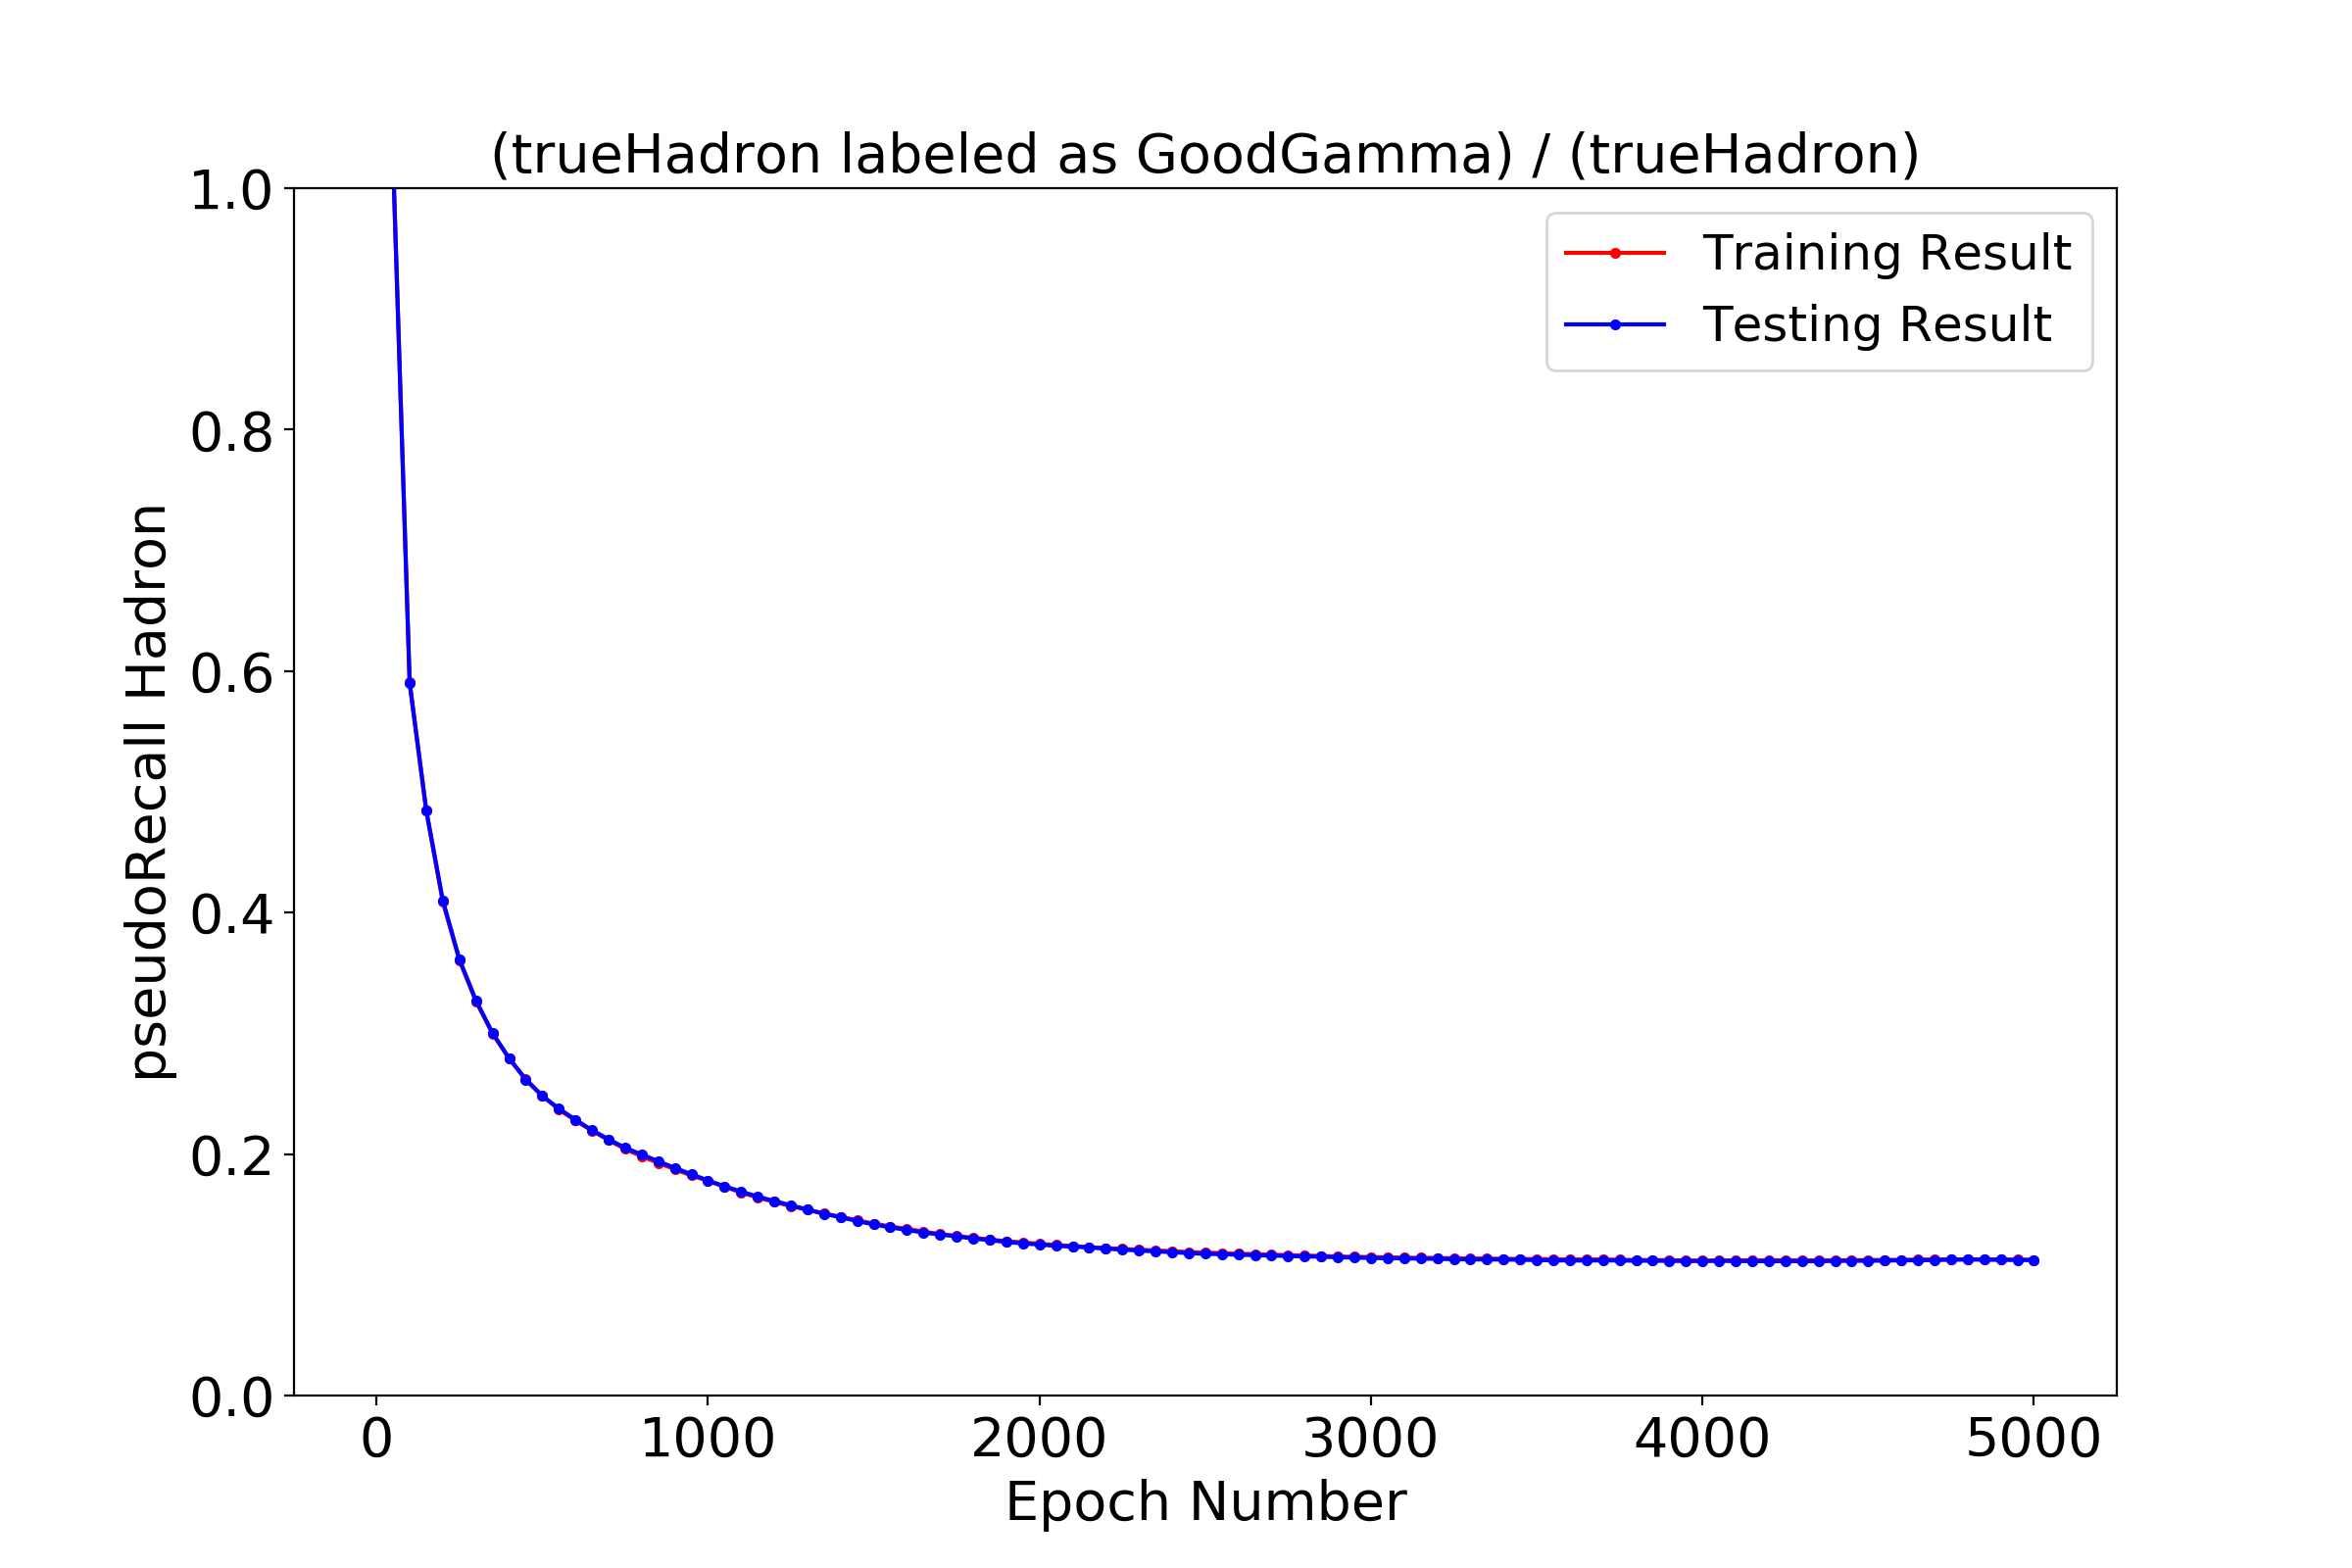 (trueHadron labeled as GoodGamma) / (trueHadron)
1.0
0.8
0.6
0.4
0.2
0.0
pseudoRecall Hadron
Training Result
Testing Result
0 1000 2000 3000 4000 5000
Epoch Number